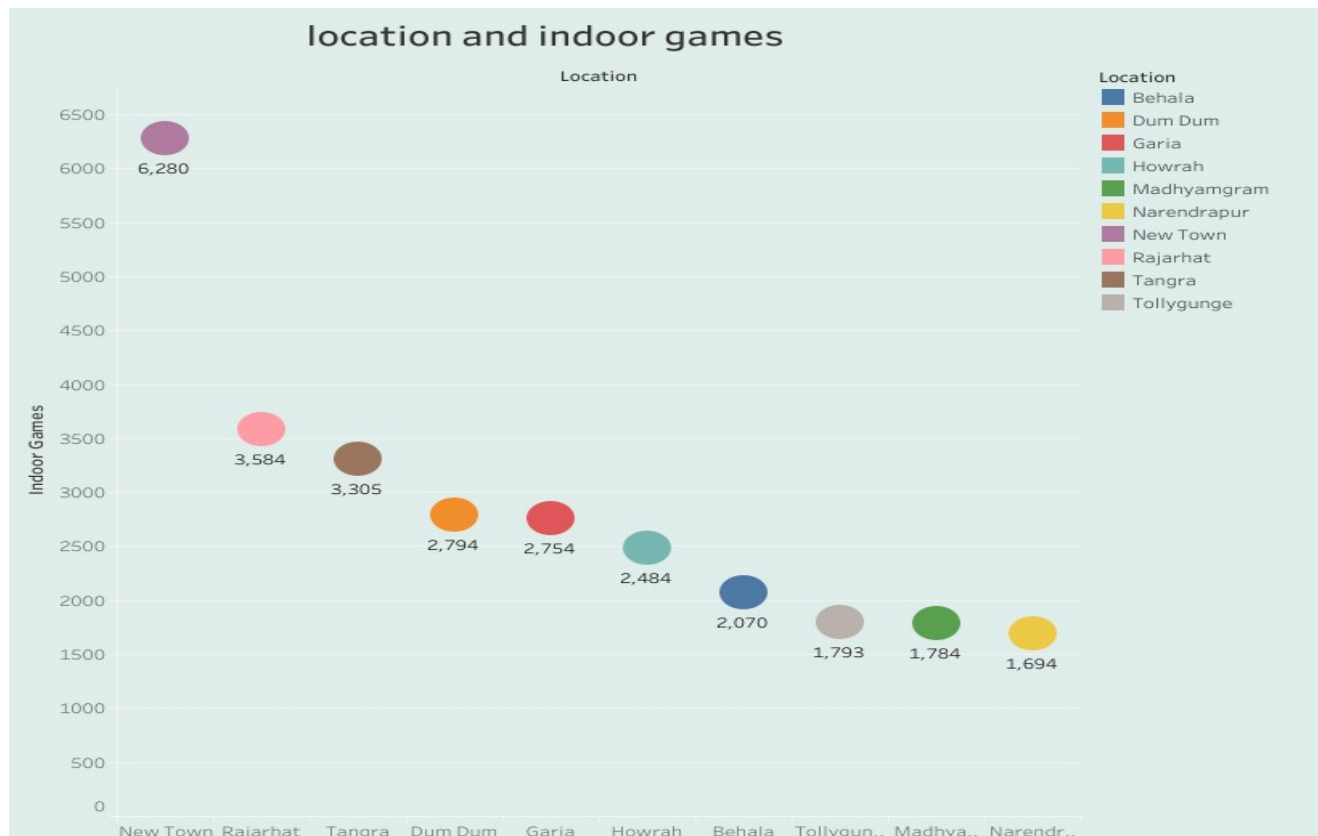 location and indoor games
Location
Indoor Games
6500
6000
5500
5000
4500
4000
3500
3000
2500
2000
1500
1000
500
0
6,280
3,584
3,305
2,794
2,754
2,484
2,070
1,793
1,784
1,694
New Town Rajarhat Tangra Dum Dum Garia Howrah Behala Tollygun.. Madhya.. Narendr..
Location
Behala
Dum Dum
Garia
Howrah
Madhyamgram
Narendrapur
New Town
Rajarhat
Tangra
Tollygunge